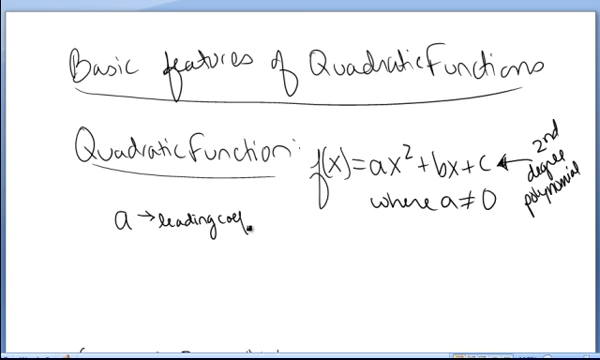 Basic features of Quadratic Functions
Quadratic Function: f(x) = ax² + bx + c ← 2nd degree polynomial
where a ≠ 0
a → leading coef.